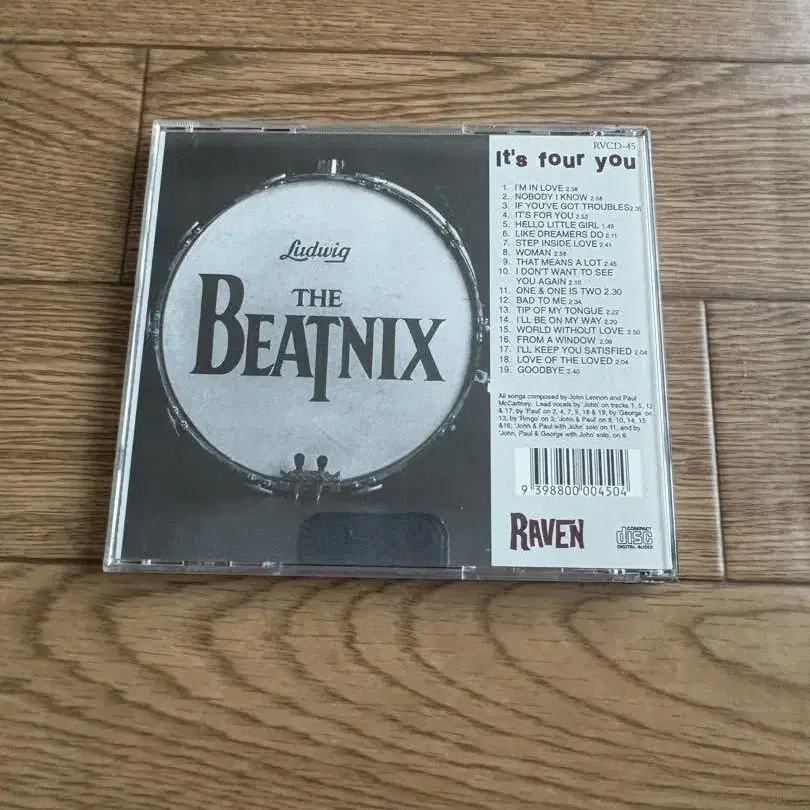 Ludwig
THE
BEATNIX
RVCD-45
It's four you
1. I'M IN LOVE 2.38
2. NOBODY I KNOW 2.58
3. IF YOU'VE GOT TROUBLES 2.35
4. IT'S FOR YOU 2.52
5. HELLO LITTLE GIRL 1.45
6. LIKE DREAMERS DO 2.11
7. STEP INSIDE LOVE 2.41
8. WOMAN 2.58
9. THAT MEANS A LOT 2.45
10. I DON'T WANT TO SEE
YOU AGAIN 2.10
11. ONE & ONE IS TWO 2.30
12. BAD TO ME 2.34
13. TIP OF MY TONGUE 2.22
14. I'LL BE ON MY WAY 2.20
15. WORLD WITHOUT LOVE 2.50
16. FROM A WINDOW 2.09
17. I'LL KEEP YOU SATISFIED 2.04
18. LOVE OF THE LOVED 2.04
19. GOODBYE 2.40
All songs composed by John Lennon and Paul
McCartney. Lead vocals by 'John' on tracks 1, 5, 12
& 17; by 'Paul' on 2, 4, 7, 9, 18 & 19, by 'George' on
13; by 'Ringo' on 3; 'John & Paul' on 8, 10, 14, 15
&16; 'John & Paul with John' solo on 11, and by
'John, Paul & George with John' solo, on 6.
9 398800 004504
RAVEN
COMPACT
disc
DIGITAL AUDIO